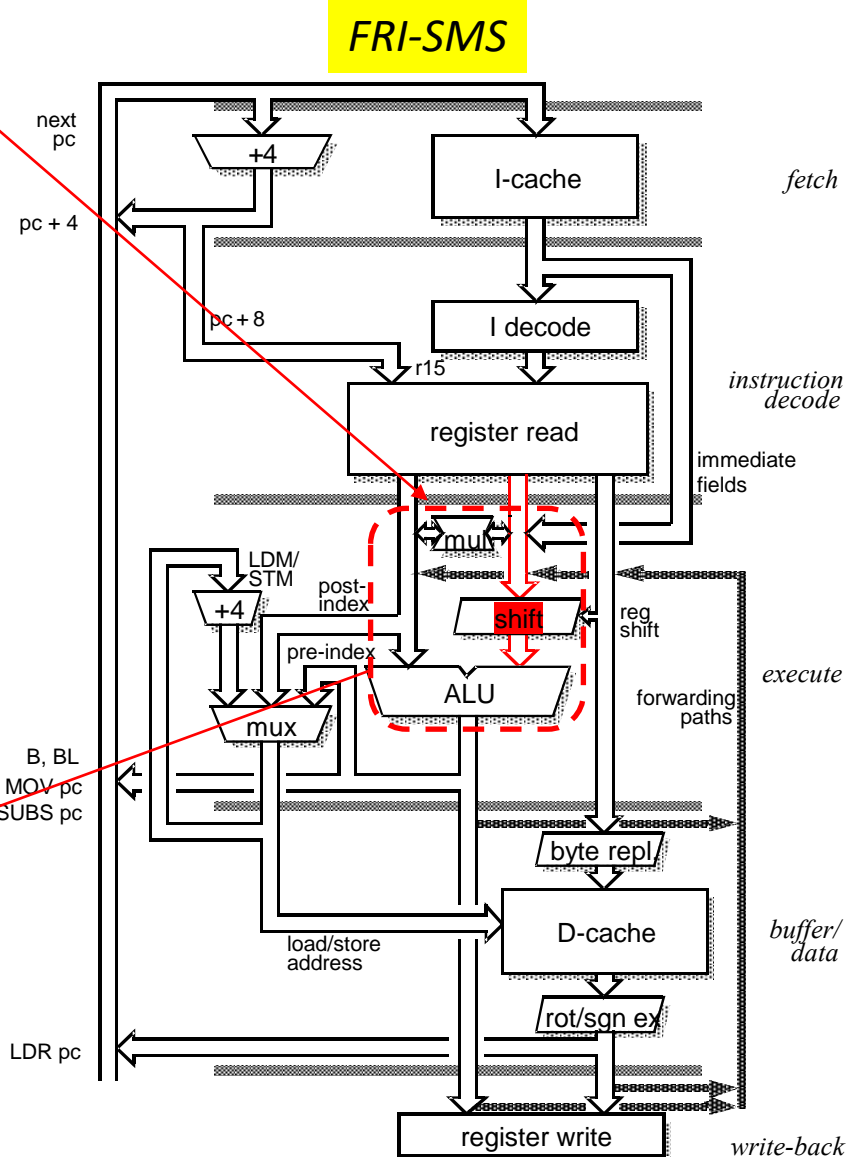 FRI-SMS
next
pc
+4
I-cache
fetch
pc + 4
pc + 8
I decode
r15
instruction
decode
register read
immediate
fields
mul
LDM/
STM
post-
index
+4
shift
reg
shift
pre-index
execute
ALU
forwarding
paths
mux
B, BL
MOV pc
SUBS pc
byte repl.
D-cache
buffer/
data
load/store
address
rot/sgn ex
LDR pc
register write
write-back